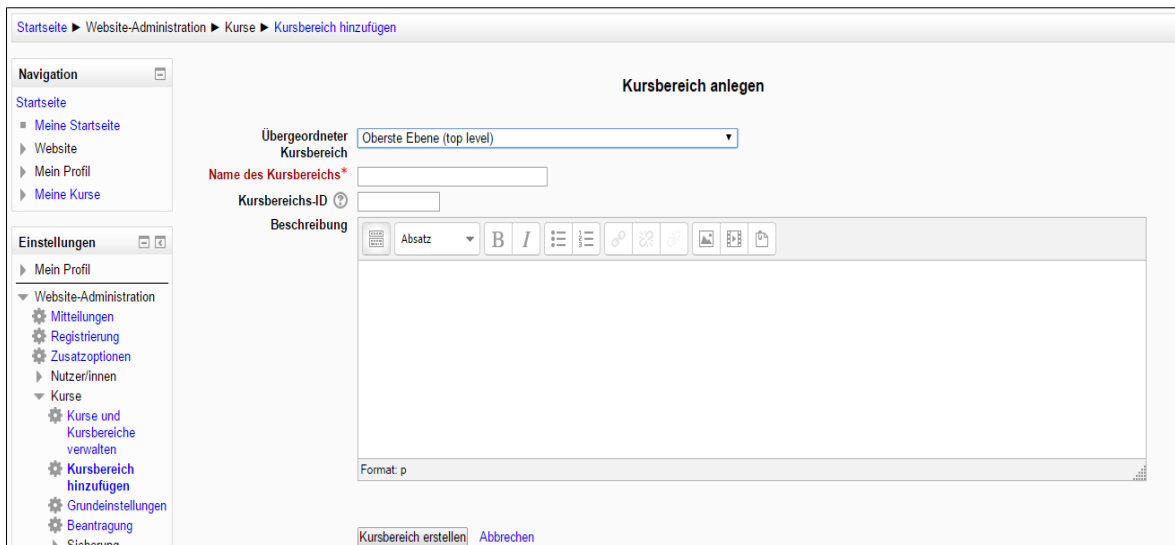 Startseite ► Website-Administration ► Kurse ► Kursbereich hinzufügen
Navigation
Startseite
Meine Startseite
Website
Mein Profil
Meine Kurse
Einstellungen
Mein Profil
Website-Administration
Mitteilungen
Registrierung
Zusatzoptionen
Nutzer/innen
Kurse
Kurse und
Kursbereiche
verwalten
Kursbereich
hinzufügen
Grundeinstellungen
Beantragung
Sicherung
Kursbereich anlegen
Übergeordneter
Kursbereich
Oberste Ebene (top level)
Name des Kursbereichs*
Kursbereichs-ID
Beschreibung
Absatz
B I
Format: p
Kursbereich erstellen Abbrechen